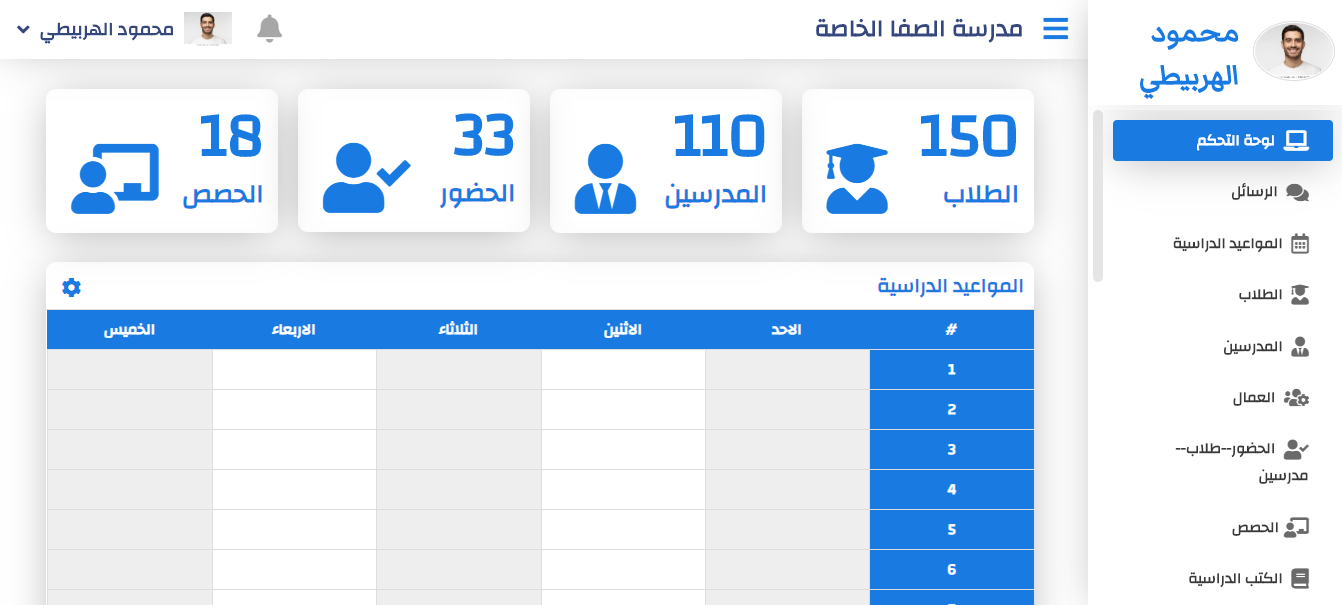 محمود
الهربيطي
لوحة التحكم
الرسائل
المواعيد الدراسية
الطلاب
المدرسين
العمال
الحضور--طلاب--
مدرسين
الحصص
الكتب الدراسية
مدرسة الصفا الخاصة
محمود الهربيطي
150
الطلاب
110
المدرسين
33
الحضور
18
الحصص
المواعيد الدراسية
# الاحد الاثنين الثلاثاء الاربعاء الخميس
1
2
3
4
5
6